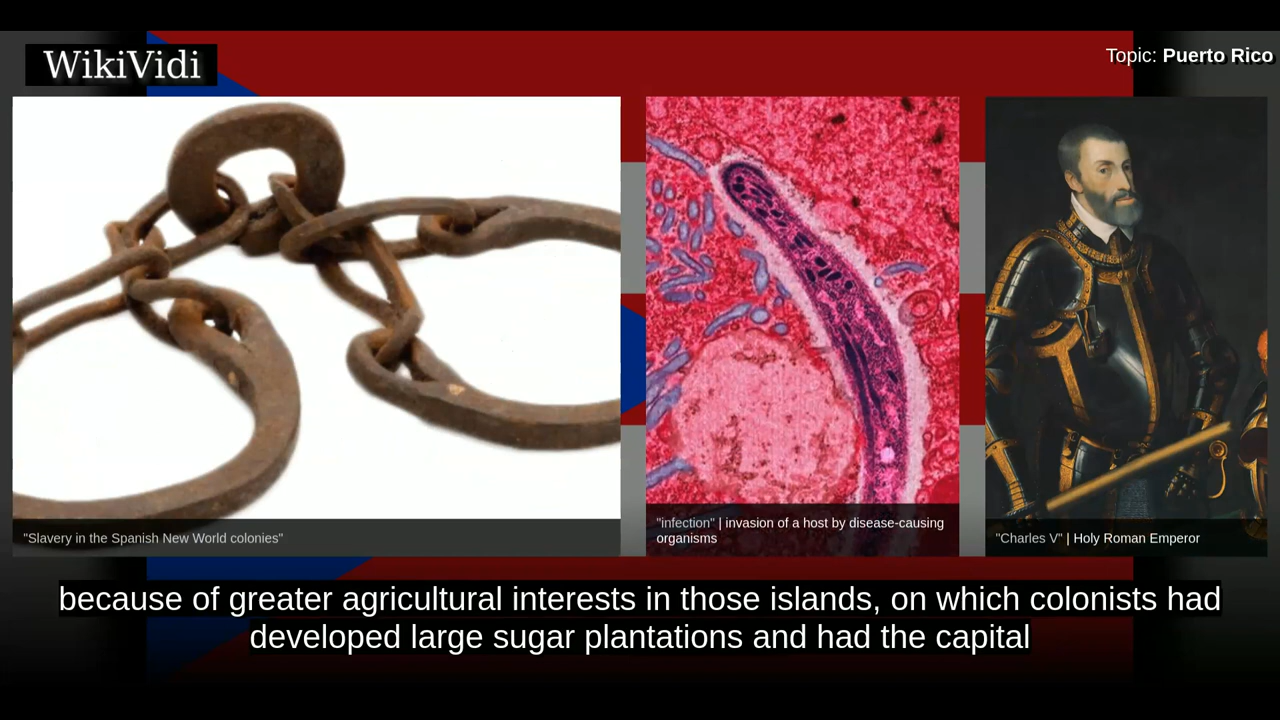 WikiVidi
Topic: Puerto Rico
"Slavery in the Spanish New World colonies"
"infection" | invasion of a host by disease-causing
organisms
"Charles V" | Holy Roman Emperor
because of greater agricultural interests in those islands, on which colonists had
developed large sugar plantations and had the capital